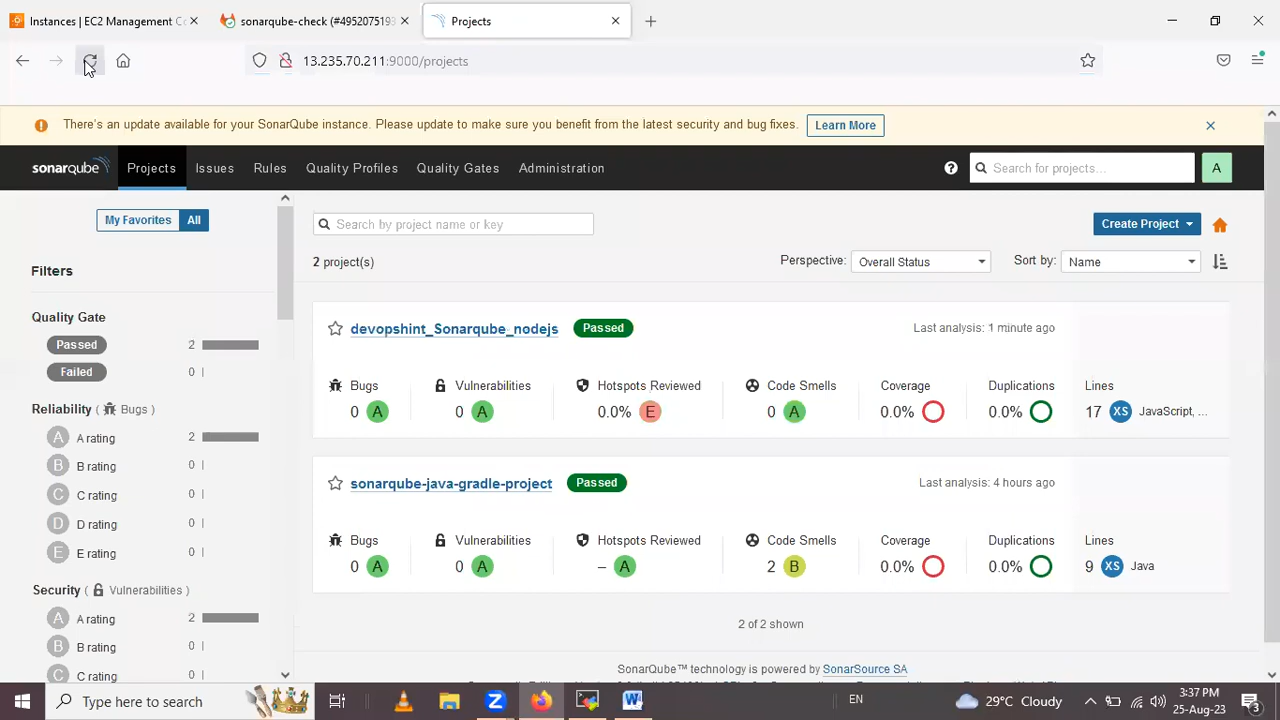 Instances | EC2 Management Co
sonarqube-check (#4952075193
Projects
13.235.70.211:9000/projects
There's an update available for your SonarQube instance. Please update to make sure you benefit from the latest security and bug fixes.
Learn More
sonarqube
Projects
Issues
Rules
Quality Profiles
Quality Gates
Administration
Search for projects...
A
My Favorites
All
Search by project name or key
Create Project
Filters
2 project(s)
Perspective:
Overall Status
Sort by:
Name
Quality Gate
Passed 2
Failed 0
Reliability ( Bugs )
A A rating 2
B B rating 0
C C rating 0
D D rating 0
E E rating 0
Security ( Vulnerabilities )
A A rating 2
B B rating 0
C C rating 0
devopshint_Sonarqube_nodejs
Passed
Last analysis: 1 minute ago
Bugs
Vulnerabilities
Hotspots Reviewed
Code Smells
Coverage
Duplications
Lines
0 A
0 A
0.0% E
0 A
0.0%
0.0%
17 XS JavaScript, ...
sonarqube-java-gradle-project
Passed
Last analysis: 4 hours ago
Bugs
Vulnerabilities
Hotspots Reviewed
Code Smells
Coverage
Duplications
Lines
0 A
0 A
– A
2 B
0.0%
0.0%
9 XS Java
2 of 2 shown
SonarQube™ technology is powered by SonarSource SA
Type here to search
EN
29°C Cloudy
3:37 PM
25-Aug-23
3